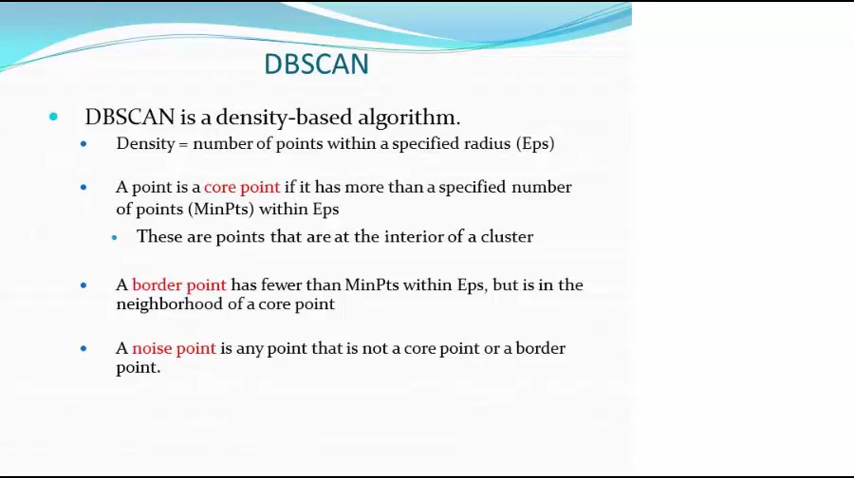 DBSCAN
DBSCAN is a density-based algorithm.
Density = number of points within a specified radius (Eps)
A point is a core point if it has more than a specified number
of points (MinPts) within Eps
These are points that are at the interior of a cluster
A border point has fewer than MinPts within Eps, but is in the
neighborhood of a core point
A noise point is any point that is not a core point or a border
point.